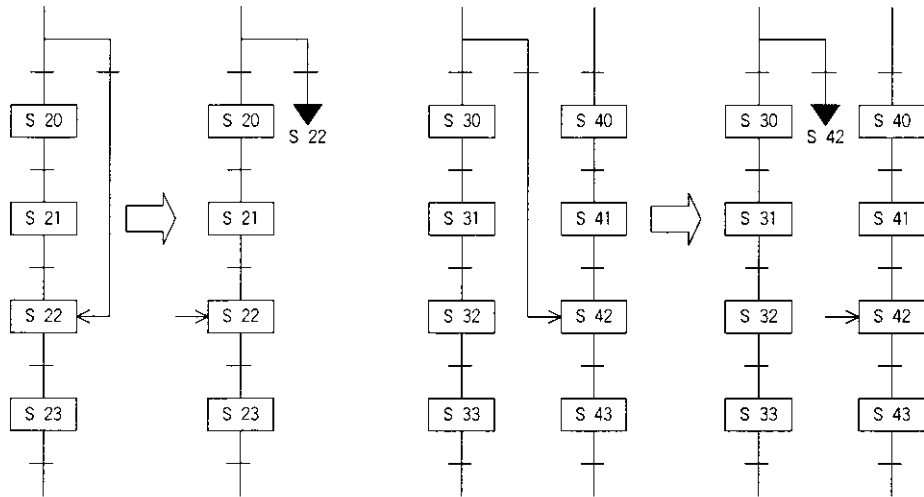 S 20 S 20 S 30 S 40 S 30 S 40
S 22 S 42
S 21 S 21 S 31 S 41 S 31 S 41
S 22 S 22 S 32 S 42 S 32 S 42
S 23 S 23 S 33 S 43 S 33 S 43